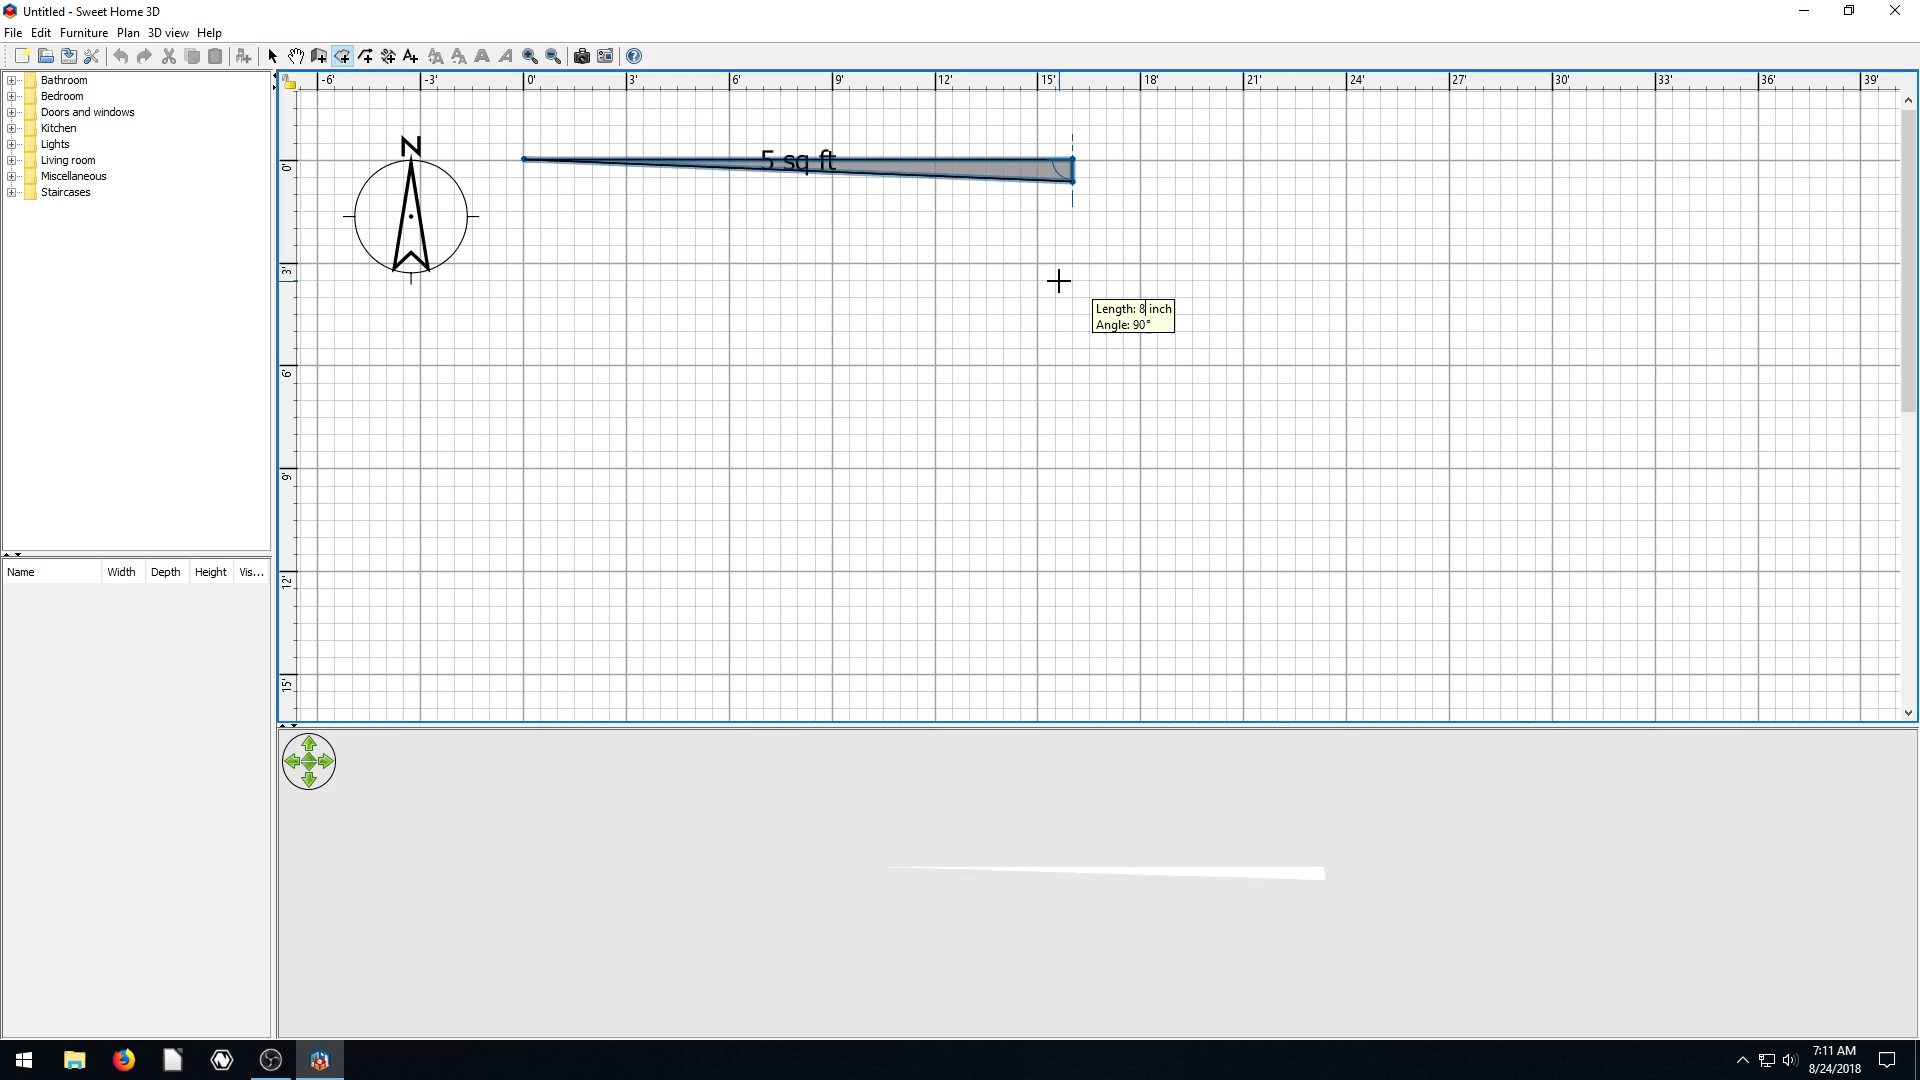 Untitled - Sweet Home 3D
File Edit Furniture Plan 3D view Help
Bathroom
Bedroom
Doors and windows
Kitchen
Lights
Living room
Miscellaneous
Staircases
-6' -3' 0' 3' 6' 9' 12' 15' 18' 21' 24' 27' 30' 33' 36' 39'
0'
3'
6'
9'
12'
15'
N
5 sq ft
Length: 8 inch
Angle: 90°
Name Width Depth Height Vis...
7:11 AM
8/24/2018